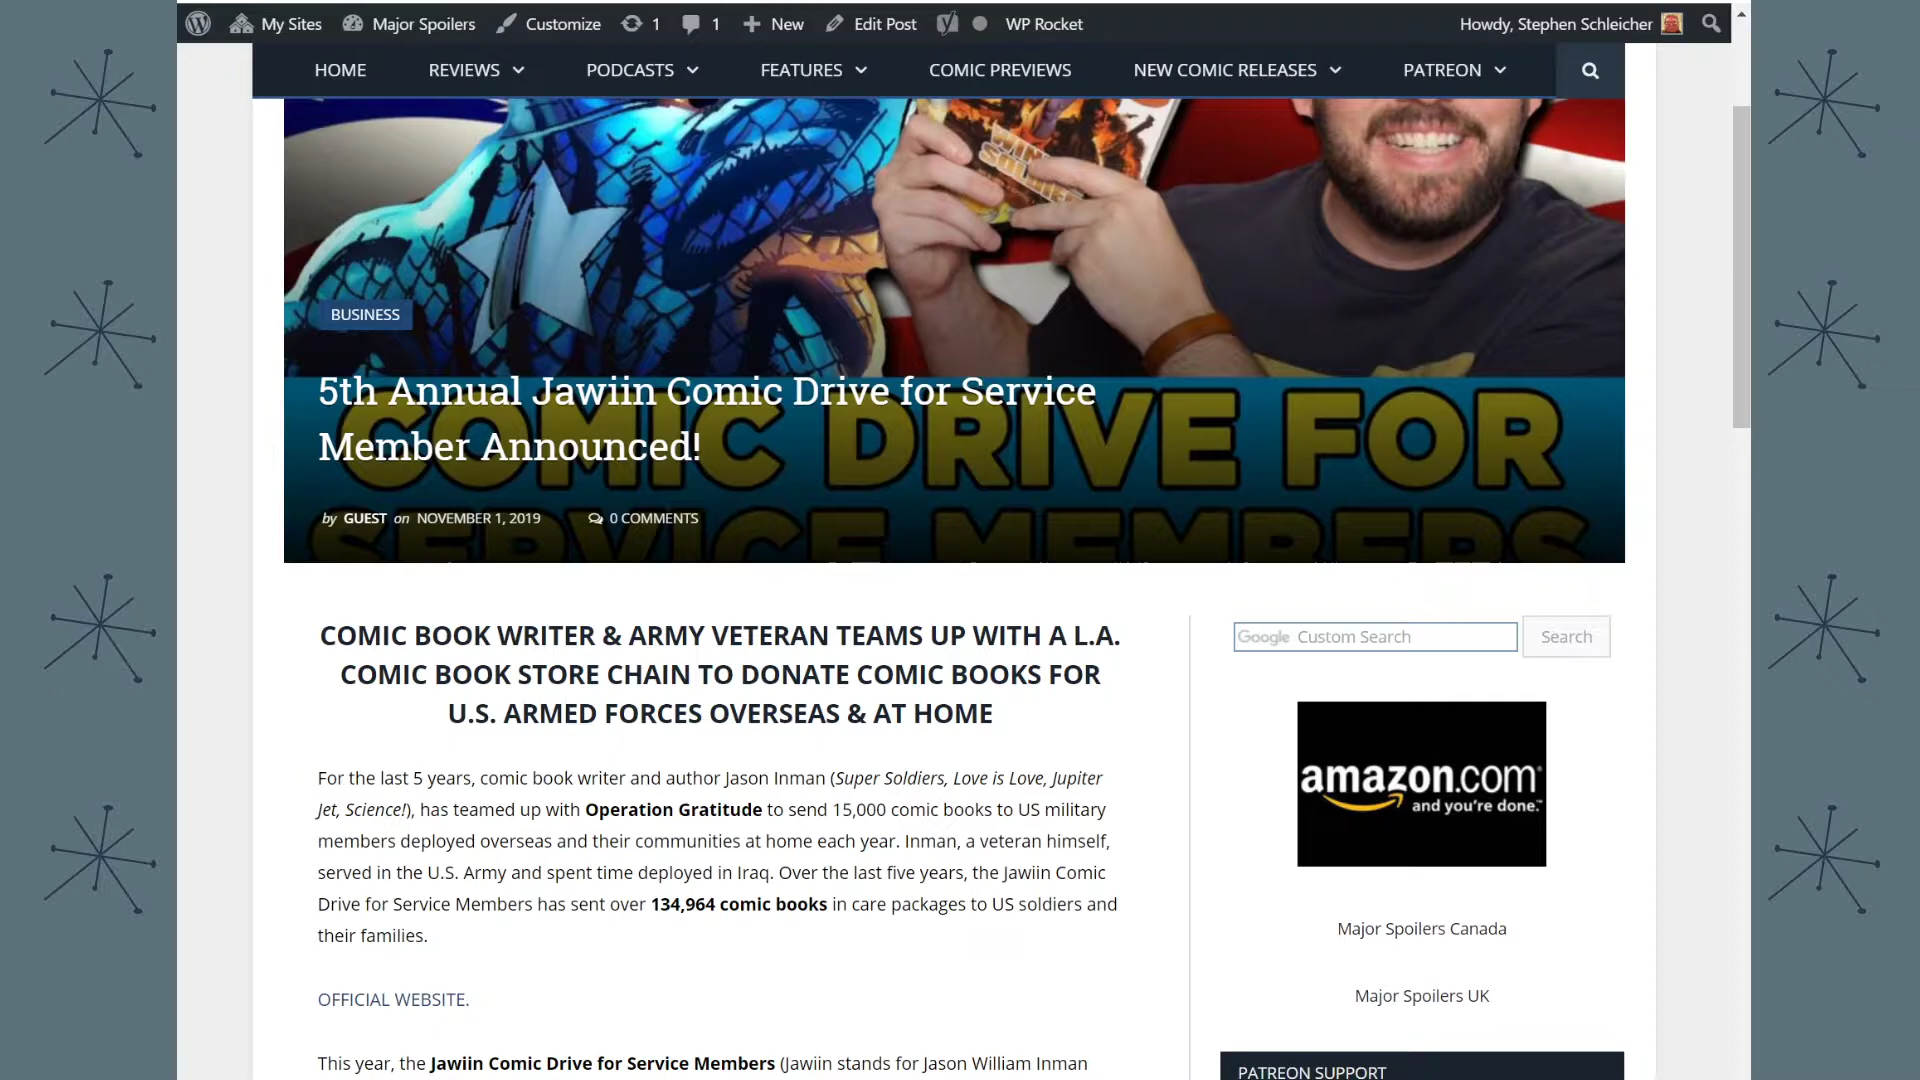 My Sites Major Spoilers Customize 1 1 New Edit Post WP Rocket Howdy, Stephen Schleicher
HOME REVIEWS PODCASTS FEATURES COMIC PREVIEWS NEW COMIC RELEASES PATREON
BUSINESS
5th Annual Jawiin Comic Drive for Service
Member Announced!
COMIC DRIVE FOR
SERVICE MEMBERS
by GUEST on NOVEMBER 1, 2019 0 COMMENTS
COMIC BOOK WRITER & ARMY VETERAN TEAMS UP WITH A L.A.
COMIC BOOK STORE CHAIN TO DONATE COMIC BOOKS FOR
U.S. ARMED FORCES OVERSEAS & AT HOME
For the last 5 years, comic book writer and author Jason Inman (Super Soldiers, Love is Love, Jupiter
Jet, Science!), has teamed up with Operation Gratitude to send 15,000 comic books to US military
members deployed overseas and their communities at home each year. Inman, a veteran himself,
served in the U.S. Army and spent time deployed in Iraq. Over the last five years, the Jawiin Comic
Drive for Service Members has sent over 134,964 comic books in care packages to US soldiers and
their families.
OFFICIAL WEBSITE.
This year, the Jawiin Comic Drive for Service Members (Jawiin stands for Jason William Inman
Google Custom Search Search
amazon.com
and you're done.™
Major Spoilers Canada
Major Spoilers UK
PATREON SUPPORT